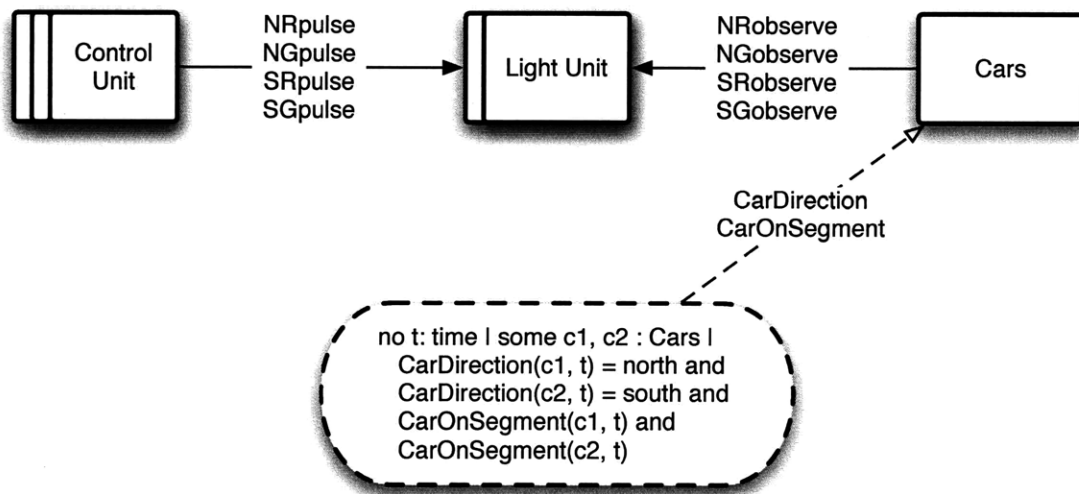 Control
Unit
NRpulse
NGpulse
SRpulse
SGpulse
Light Unit
NRobserve
NGobserve
SRobserve
SGobserve
Cars
CarDirection
CarOnSegment
no t: time | some c1, c2 : Cars |
CarDirection(c1, t) = north and
CarDirection(c2, t) = south and
CarOnSegment(c1, t) and
CarOnSegment(c2, t)